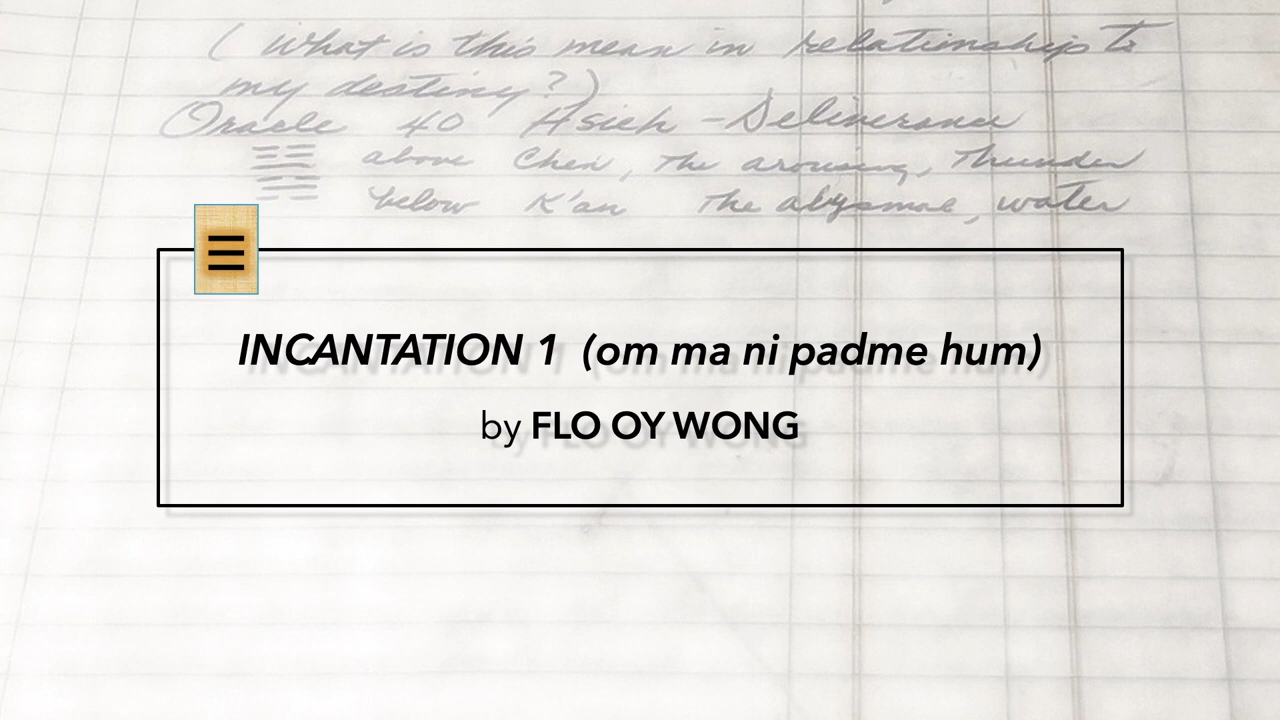 ( What is this mean in relationship to
my destiny?)
Oracle 40 Hsieh - Deliverance
above Chen, the arousing, thunder
below K'an the abysmal, water
INCANTATION 1 (om ma ni padme hum)
by FLO OY WONG